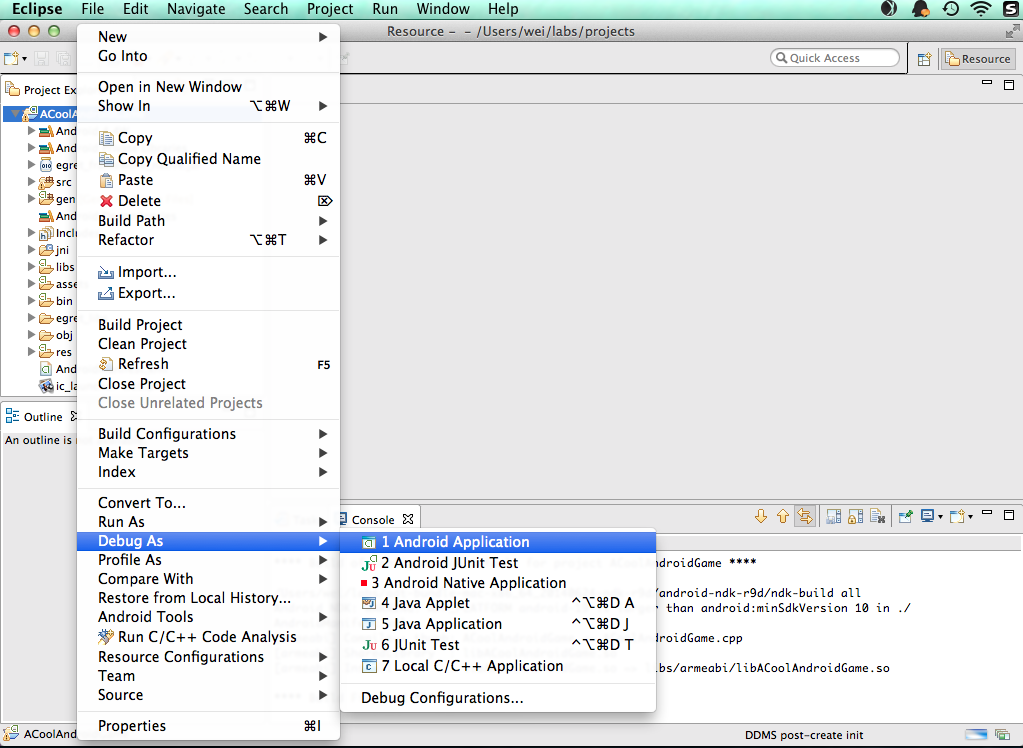 Eclipse File Edit Navigate Search Project Run Window Help
Resource – – /Users/wei/labs/projects
Quick Access
Resource
Project Ex
ACoolA
And
And
egre
src
gen
And
Inclu
jni
libs
asse
bin
egre
obj
res
And
ic_la
Outline
An outline is
New
Go Into
Open in New Window
Show In ⌥⌘W
Copy ⌘C
Copy Qualified Name
Paste ⌘V
Delete ⌦
Build Path
Refactor ⌥⌘T
Import...
Export...
Build Project
Clean Project
Refresh F5
Close Project
Close Unrelated Projects
Build Configurations
Make Targets
Index
Convert To...
Run As
Debug As
Profile As
Compare With
Restore from Local History...
Android Tools
Run C/C++ Code Analysis
Resource Configurations
Team
Source
Properties ⌘I
Console
1 Android Application
2 Android JUnit Test
3 Android Native Application
4 Java Applet ^⌥⌘D A
5 Java Application ^⌥⌘D J
6 JUnit Test ^⌥⌘D T
7 Local C/C++ Application
Debug Configurations...
droidGame ****
/android-ndk-r9d/ndk-build all
r than android:minSdkVersion 10 in ./
droidGame.cpp
bs/armeabi/libACoolAndroidGame.so
ACoolAnd
DDMS post-create init